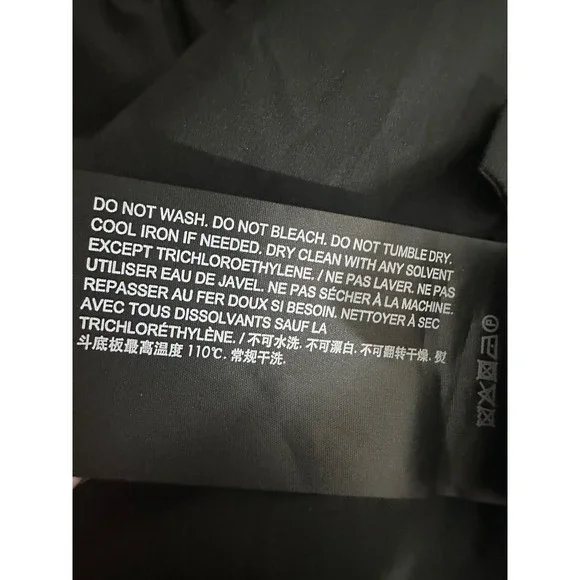 DO NOT WASH. DO NOT BLEACH. DO NOT TUMBLE DRY.
COOL IRON IF NEEDED. DRY CLEAN WITH ANY SOLVENT
EXCEPT TRICHLOROETHYLENE. / NE PAS LAVER. NE PAS
UTILISER EAU DE JAVEL. NE PAS SÉCHER À LA MACHINE.
REPASSER AU FER DOUX SI BESOIN. NETTOYER À SEC
AVEC TOUS DISSOLVANTS SAUF LA
TRICHLORÉTHYLÈNE. / 不可水洗. 不可漂白. 不可翻转干燥. 熨
斗底板最高温度 110℃. 常规干洗.
P